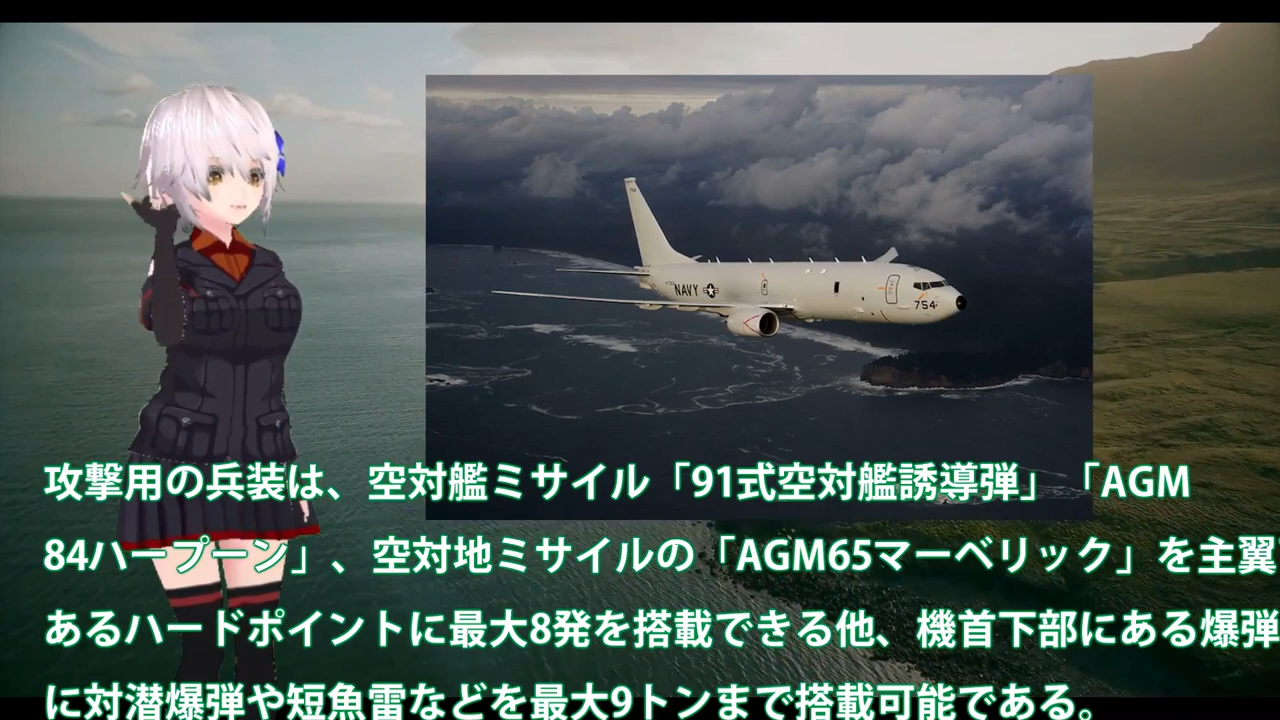 NAVY
754
攻撃用の兵装は、空対艦ミサイル「91式空対艦誘導弾」「AGM
84ハープーン」、空対地ミサイルの「AGM65マーベリック」を主翼
あるハードポイントに最大8発を搭載できる他、機首下部にある爆弾
に対潜爆弾や短魚雷などを最大9トンまで搭載可能である。